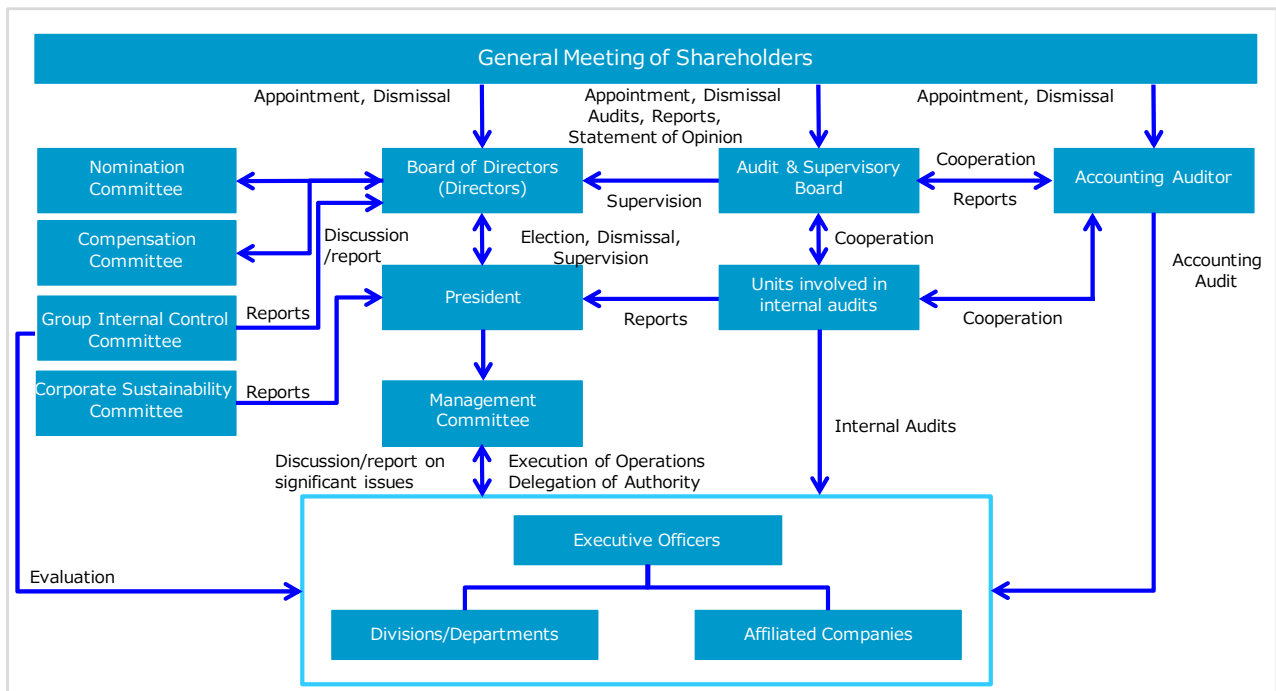 General Meeting of Shareholders
Appointment, Dismissal
Appointment, Dismissal
Audits, Reports,
Statement of Opinion
Appointment, Dismissal
Nomination
Committee
Board of Directors
(Directors)
Audit & Supervisory
Board
Cooperation
Reports
Accounting Auditor
Supervision
Compensation
Committee
Discussion
/report
Election, Dismissal,
Supervision
Cooperation
Accounting
Audit
Group Internal Control
Committee
Reports
President
Reports
Units involved in
internal audits
Cooperation
Corporate Sustainability
Committee
Reports
Management
Committee
Internal Audits
Discussion/report on
significant issues
Execution of Operations
Delegation of Authority
Executive Officers
Evaluation
Divisions/Departments
Affiliated Companies